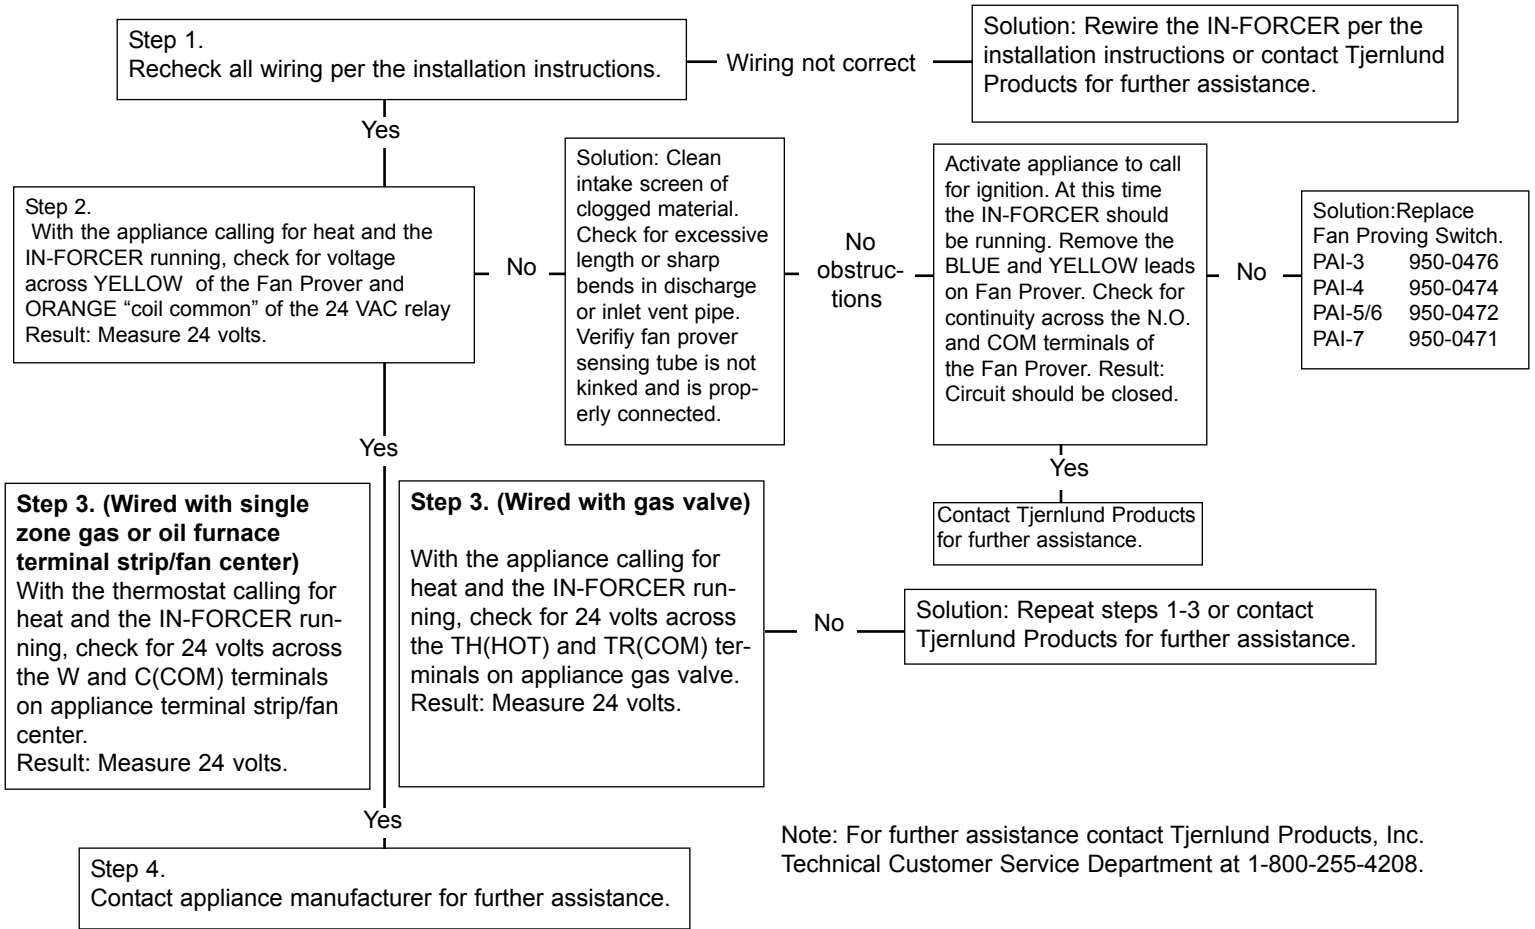 Step 1.
Recheck all wiring per the installation instructions.
Wiring not correct
Solution: Rewire the IN-FORCER per the
installation instructions or contact Tjernlund
Products for further assistance.
Yes
Step 2.
With the appliance calling for heat and the
IN-FORCER running, check for voltage
across YELLOW of the Fan Prover and
ORANGE “coil common” of the 24 VAC relay
Result: Measure 24 volts.
No
Solution: Clean
intake screen of
clogged material.
Check for excessive
length or sharp
bends in discharge
or inlet vent pipe.
Verifiy fan prover
sensing tube is not
kinked and is prop-
erly connected.
No
obstruc-
tions
Activate appliance to call
for ignition. At this time
the IN-FORCER should
be running. Remove the
BLUE and YELLOW leads
on Fan Prover. Check for
continuity across the N.O.
and COM terminals of
the Fan Prover. Result:
Circuit should be closed.
No
Solution:Replace
Fan Proving Switch.
PAI-3 950-0476
PAI-4 950-0474
PAI-5/6 950-0472
PAI-7 950-0471
Yes
Contact Tjernlund Products
for further assistance.
Yes
Step 3. (Wired with single
zone gas or oil furnace
terminal strip/fan center)
With the thermostat calling for
heat and the IN-FORCER run-
ning, check for 24 volts across
the W and C(COM) terminals
on appliance terminal strip/fan
center.
Result: Measure 24 volts.
Step 3. (Wired with gas valve)
With the appliance calling for
heat and the IN-FORCER run-
ning, check for 24 volts across
the TH(HOT) and TR(COM) ter-
minals on appliance gas valve.
Result: Measure 24 volts.
No
Solution: Repeat steps 1-3 or contact
Tjernlund Products for further assistance.
Yes
Step 4.
Contact appliance manufacturer for further assistance.
Note: For further assistance contact Tjernlund Products, Inc.
Technical Customer Service Department at 1-800-255-4208.